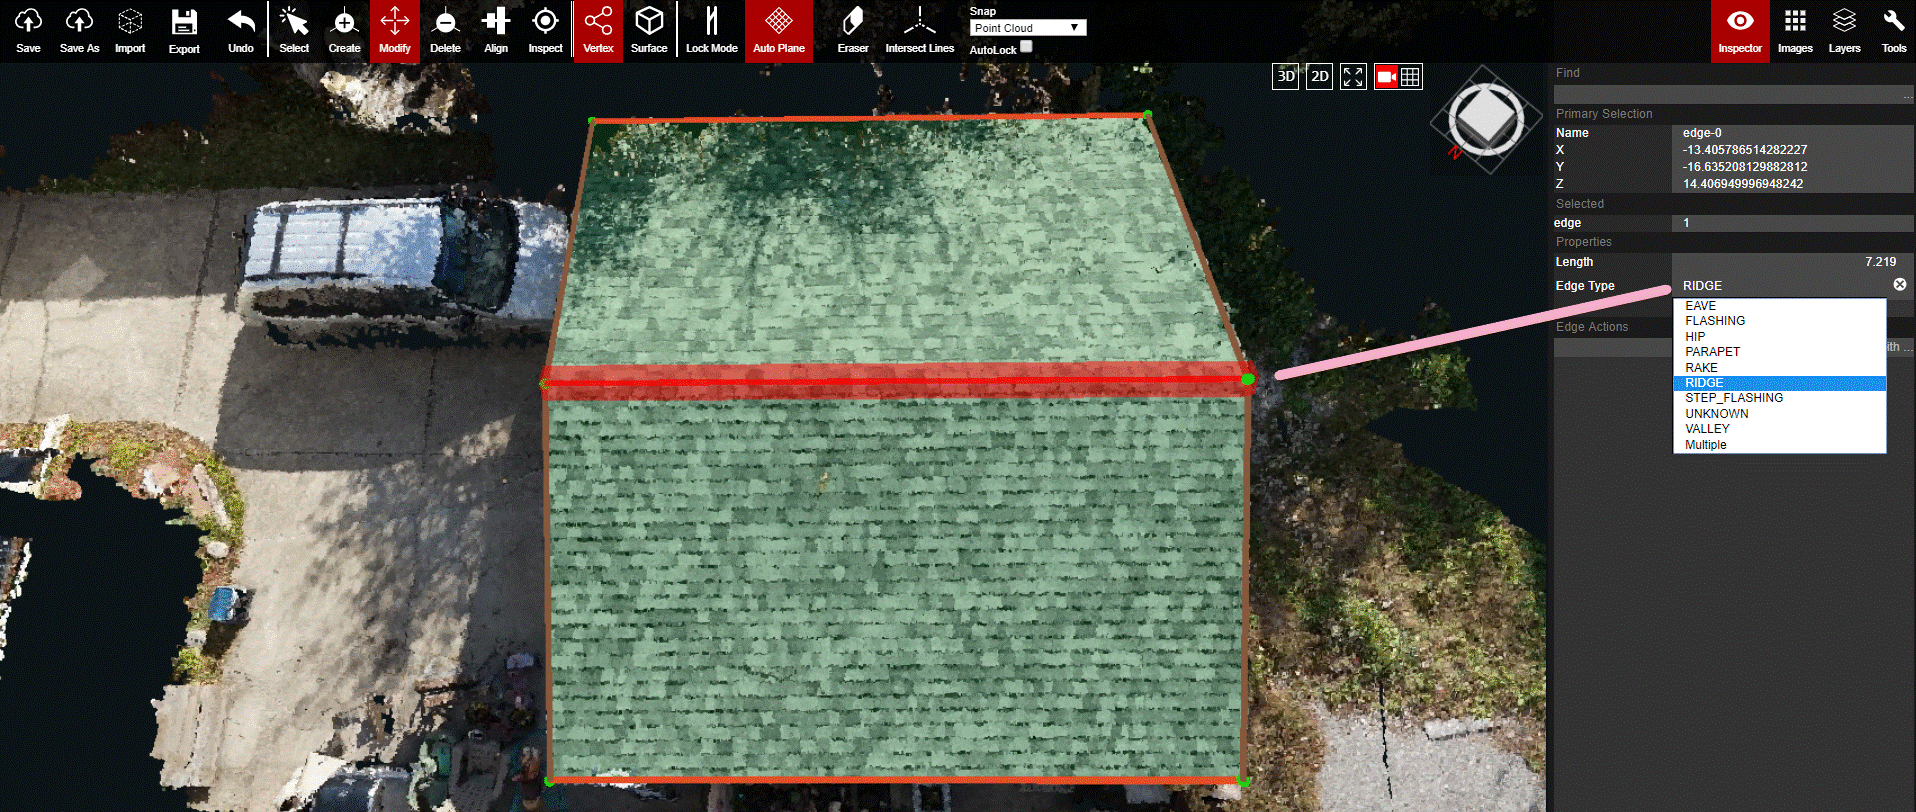 Save Save As Import Export Undo Select Create Modify Delete Align Inspect Vertex Surface Lock Mode Auto Plane Eraser Intersect Lines
Snap
Point Cloud
AutoLock
Inspector Images Layers Tools
3D 2D
N
Find
...
Primary Selection
Name edge-0
X -13.405786514282227
Y -16.635208129882812
Z 14.406949996948242
Selected
edge 1
Properties
Length 7.219
Edge Type RIDGE
EAVE
FLASHING
HIP
PARAPET
RAKE
RIDGE
STEP_FLASHING
UNKNOWN
VALLEY
Multiple
Edge Actions
ith ...